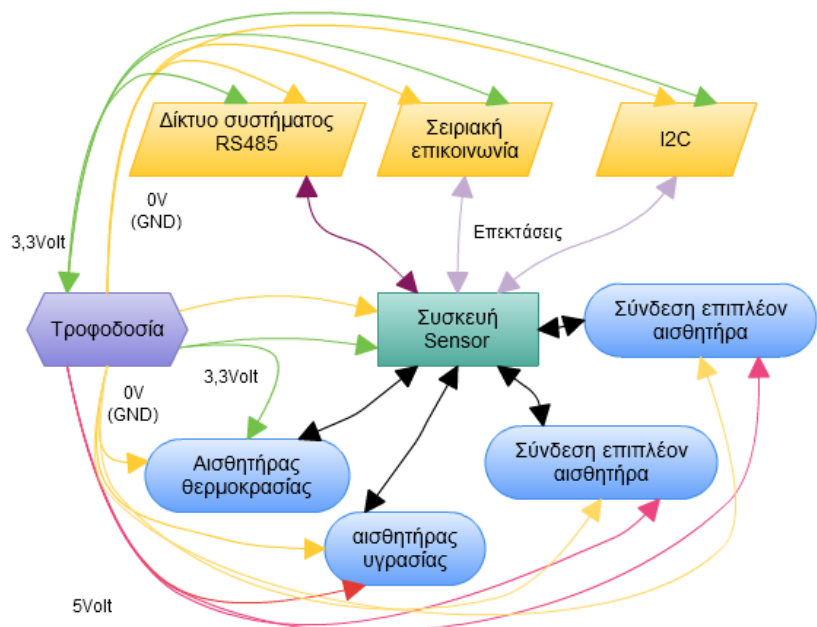 Δίκτυο συστήματος
RS485
Σειριακή
επικοινωνία
I2C
0V
(GND)
3,3Volt
Επεκτάσεις
Τροφοδοσία
Συσκευή
Sensor
Σύνδεση επιπλέον
αισθητήρα
0V
(GND)
3,3Volt
Αισθητήρας
θερμοκρασίας
Σύνδεση επιπλέον
αισθητήρα
αισθητήρας
υγρασίας
5Volt